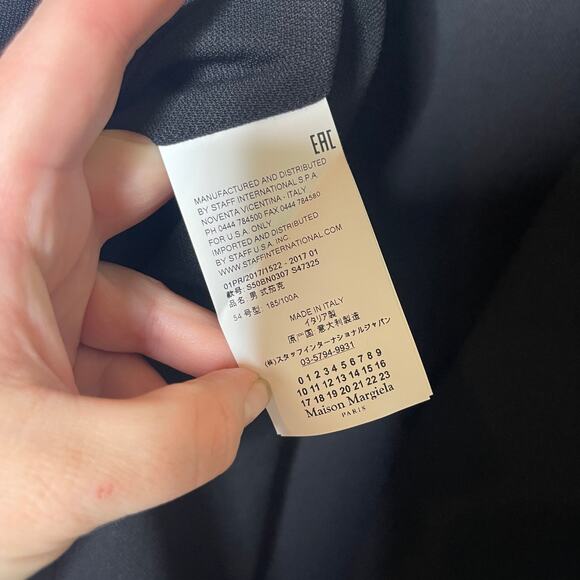 EAC
MANUFACTURED AND DISTRIBUTED
BY STAFF INTERNATIONAL S.P.A
NOVENTA VICENTINA - ITALY
PH 0444 784500 FAX 0444 784580
FOR U.S.A. ONLY
IMPORTED AND DISTRIBUTED
BY STAFF U.S.A. INC
WWW.STAFFINTERNATIONAL.COM
01PR/2017/1522 - 2017 01
款号: S50BN0307 S47325
品名: 男式茄克
54 号型: 185/100A
MADE IN ITALY
イタリア製
原产国 意大利制造
(株)スタッフインターナショナルジャパン
03-5794-9931
0 1 2 3 4 5 6 7 8 9
10 11 12 13 14 15 16
17 18 19 20 21 22 23
Maison Margiela
PARIS